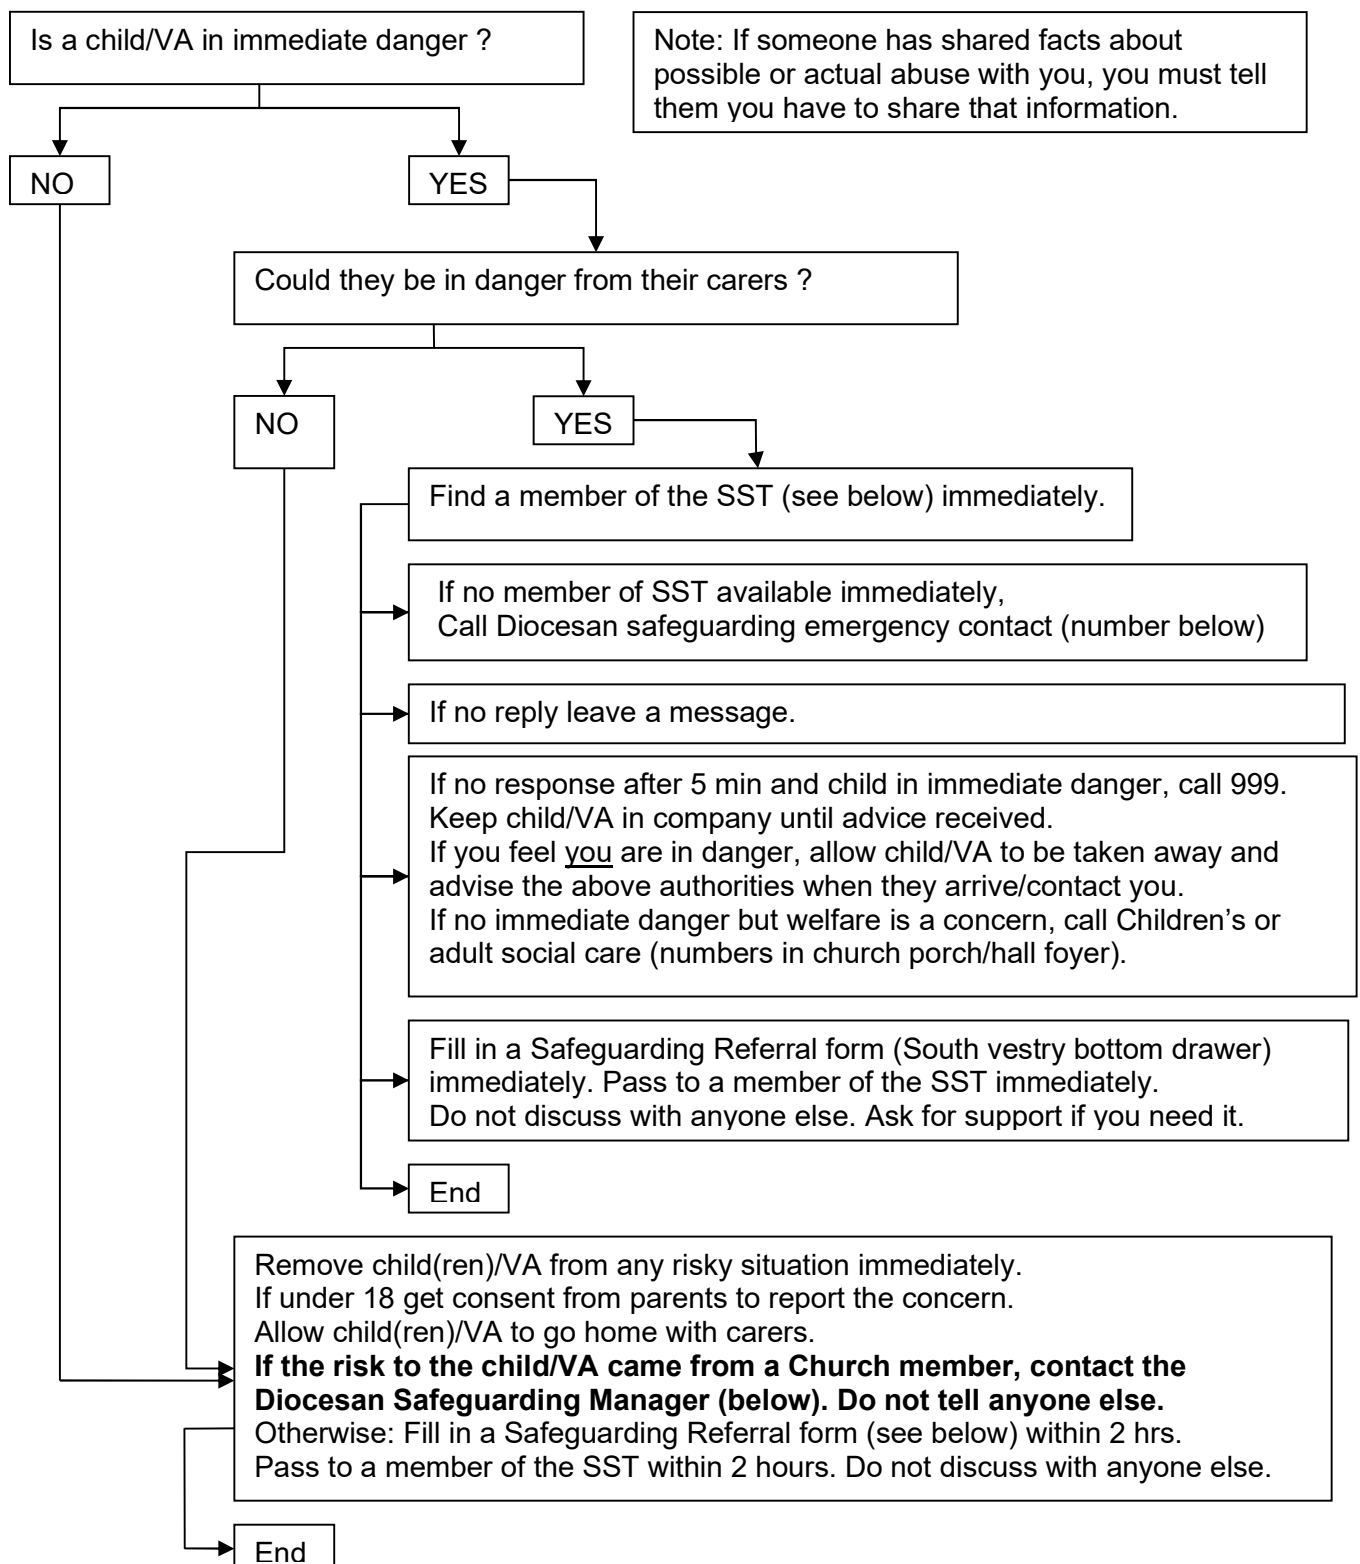 Is a child/VA in immediate danger ?
Note: If someone has shared facts about
possible or actual abuse with you, you must tell
them you have to share that information.
NO
YES
Could they be in danger from their carers ?
NO
YES
Find a member of the SST (see below) immediately.
If no member of SST available immediately,
Call Diocesan safeguarding emergency contact (number below)
If no reply leave a message.
If no response after 5 min and child in immediate danger, call 999.
Keep child/VA in company until advice received.
If you feel you are in danger, allow child/VA to be taken away and
advise the above authorities when they arrive/contact you.
If no immediate danger but welfare is a concern, call Children’s or
adult social care (numbers in church porch/hall foyer).
Fill in a Safeguarding Referral form (South vestry bottom drawer)
immediately. Pass to a member of the SST immediately.
Do not discuss with anyone else. Ask for support if you need it.
End
Remove child(ren)/VA from any risky situation immediately.
If under 18 get consent from parents to report the concern.
Allow child(ren)/VA to go home with carers.
If the risk to the child/VA came from a Church member, contact the
Diocesan Safeguarding Manager (below). Do not tell anyone else.
Otherwise: Fill in a Safeguarding Referral form (see below) within 2 hrs.
Pass to a member of the SST within 2 hours. Do not discuss with anyone else.
End